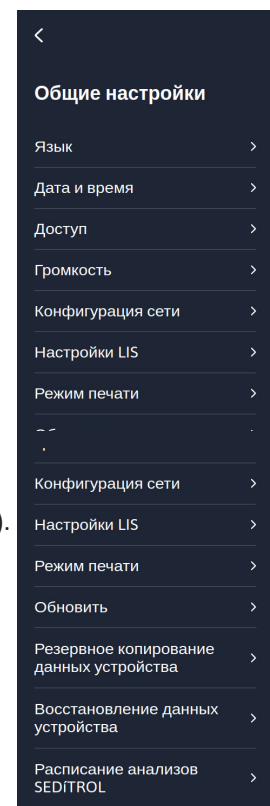 Общие настройки
Язык
Дата и время
Доступ
Громкость
Конфигурация сети
Настройки LIS
Режим печати
Конфигурация сети
).
Настройки LIS
Режим печати
Обновить
Резервное копирование
данных устройства
Восстановление данных
устройства
Расписание анализов
SEDiTROL